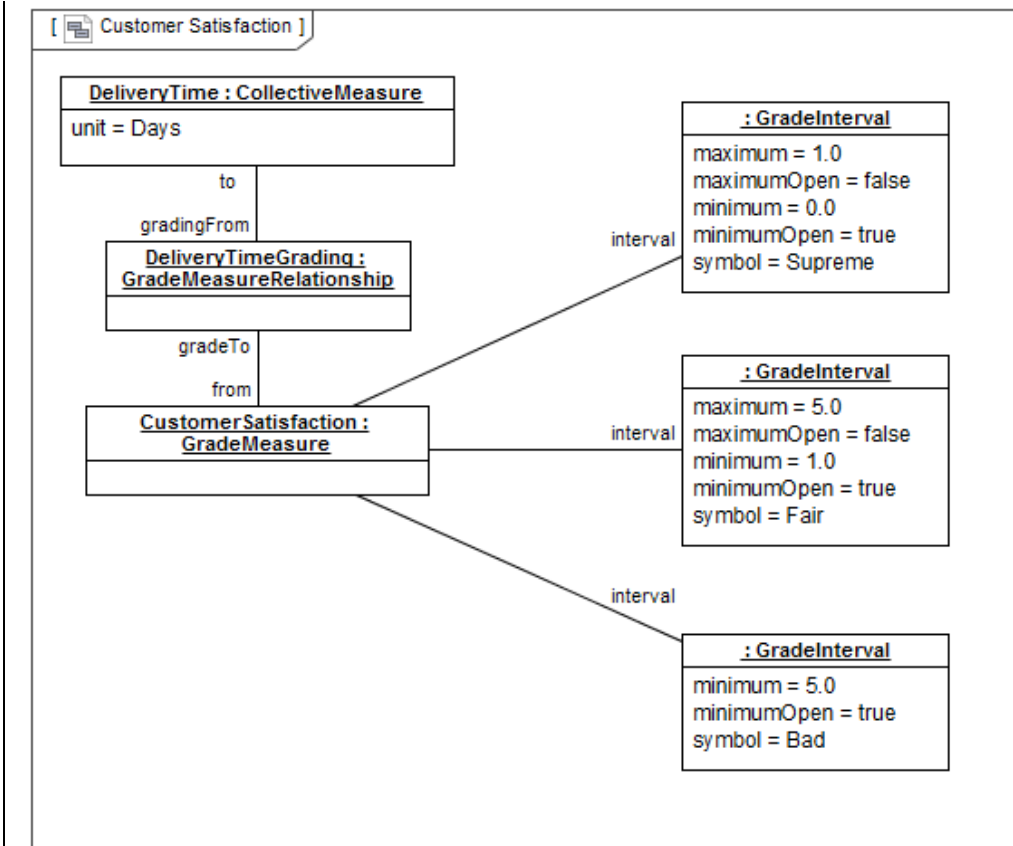 [ Customer Satisfaction ]
DeliveryTime : CollectiveMeasure
unit = Days
to
gradingFrom
DeliveryTimeGrading :
GradeMeasureRelationship
gradeTo
from
CustomerSatisfaction :
GradeMeasure
interval
: GradeInterval
maximum = 1.0
maximumOpen = false
minimum = 0.0
minimumOpen = true
symbol = Supreme
interval
: GradeInterval
maximum = 5.0
maximumOpen = false
minimum = 1.0
minimumOpen = true
symbol = Fair
interval
: GradeInterval
minimum = 5.0
minimumOpen = true
symbol = Bad